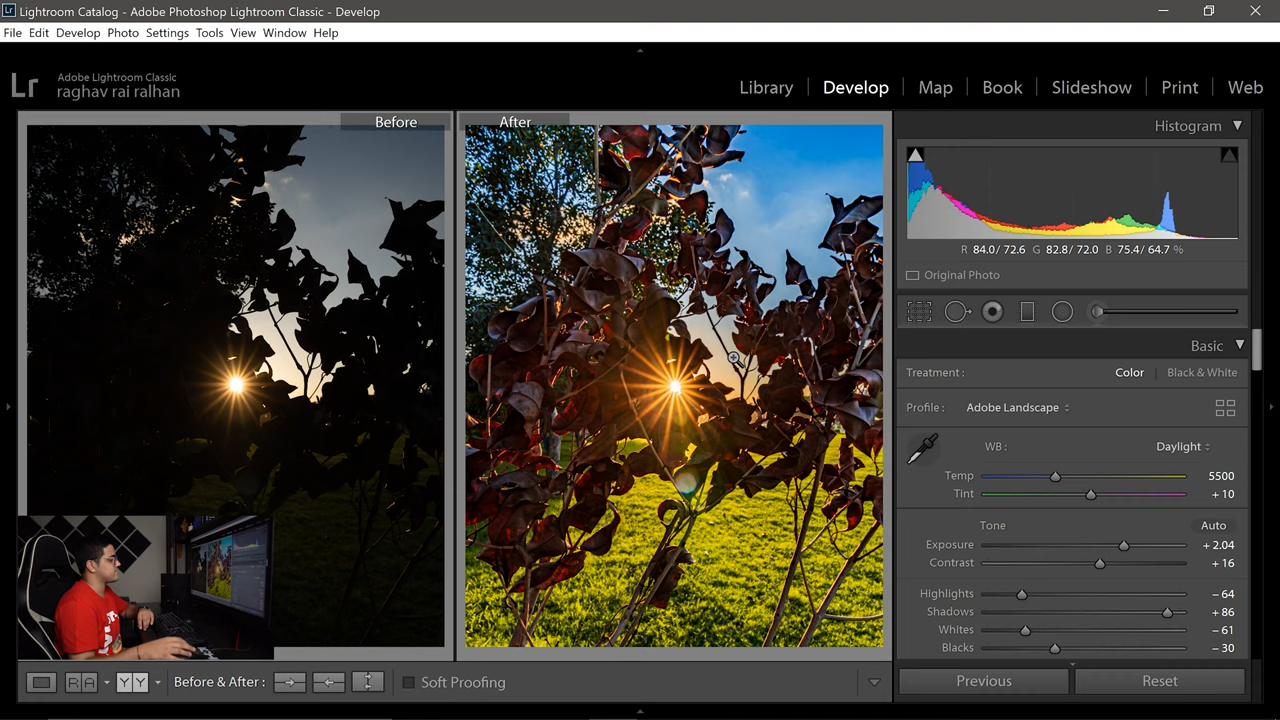 Lr Lightroom Catalog - Adobe Photoshop Lightroom Classic - Develop
File Edit Develop Photo Settings Tools View Window Help
Lr
Adobe Lightroom Classic
raghav rai ralhan
Library | Develop | Map | Book | Slideshow | Print | Web
Before
After
Histogram
R 84.0/ 72.6 G 82.8/ 72.0 B 75.4/ 64.7 %
Original Photo
Basic
Treatment : Color | Black & White
Profile : Adobe Landscape
WB : Daylight
Temp 5500
Tint + 10
Tone Auto
Exposure + 2.04
Contrast + 16
Highlights – 64
Shadows + 86
Whites – 61
Blacks – 30
R A Y Y Before & After : Soft Proofing
Previous Reset